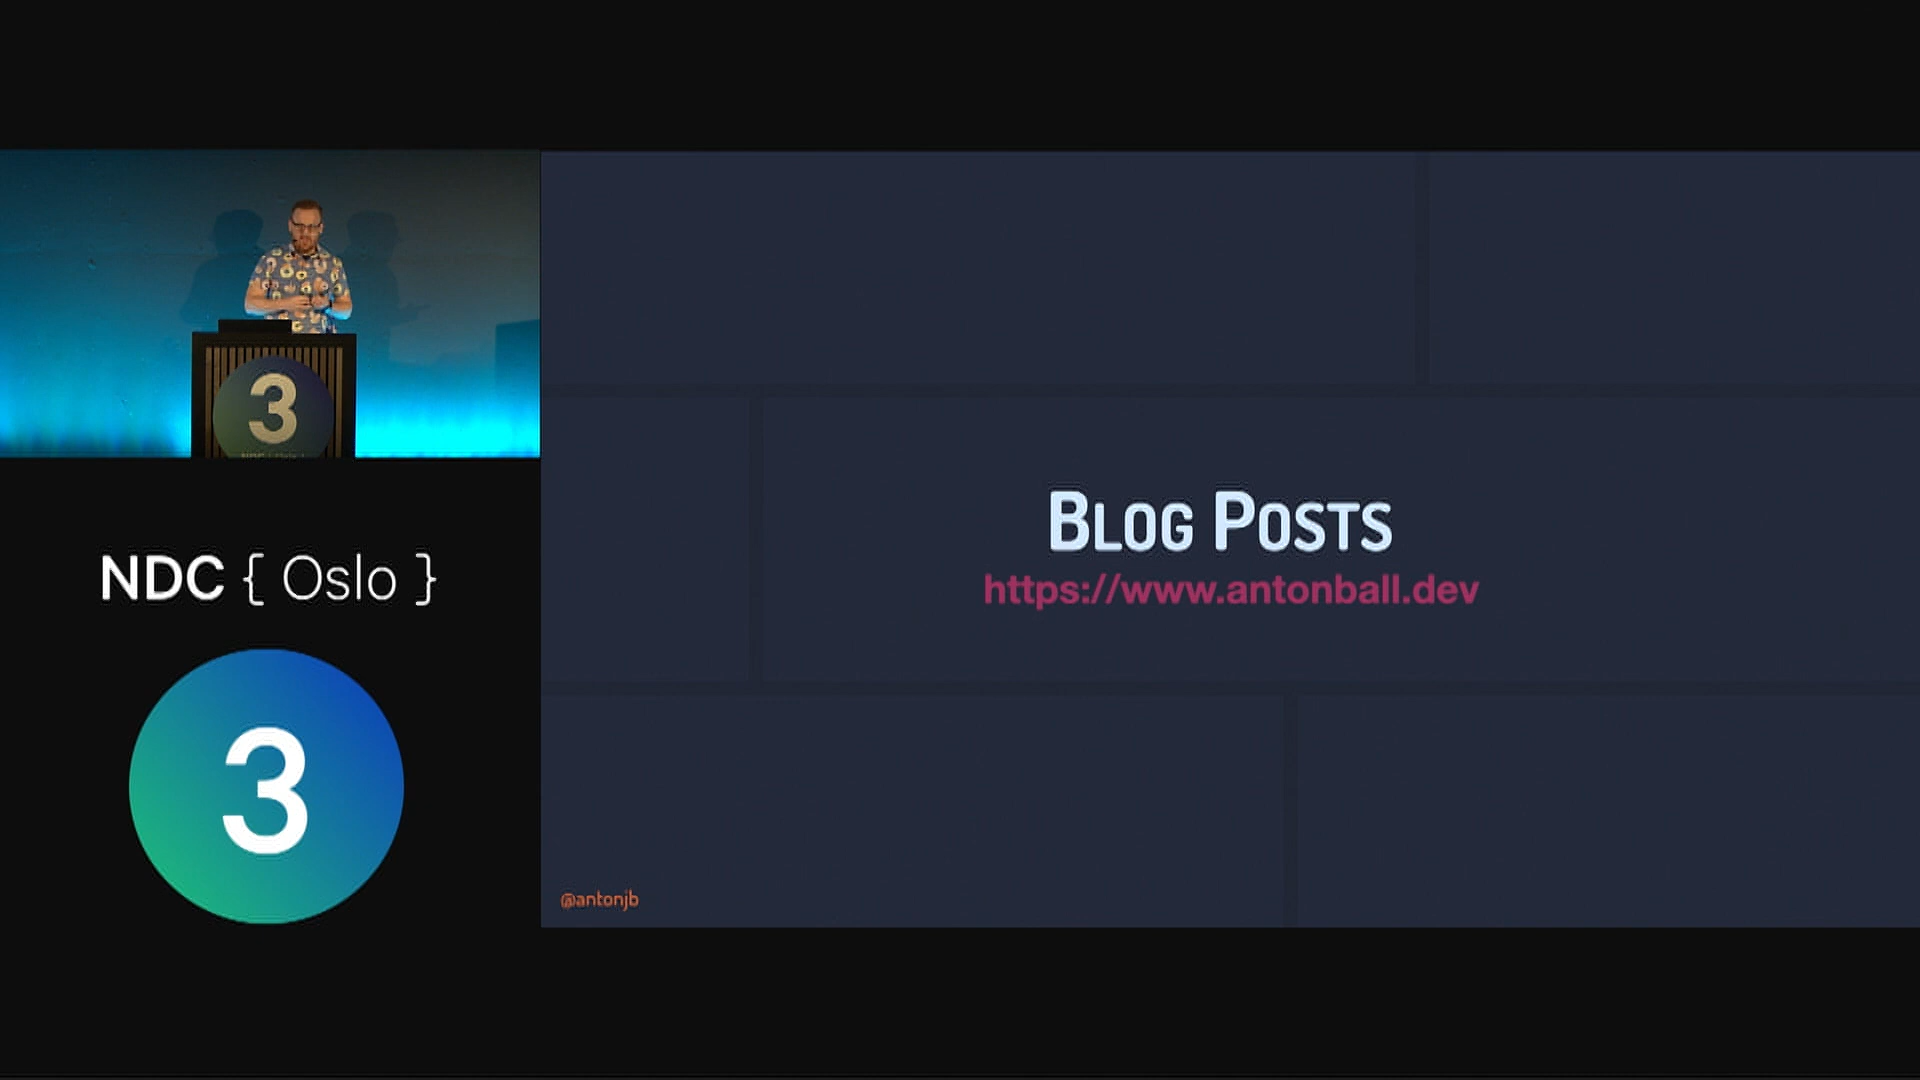 3
NDC { Oslo }
3
Blog Posts
https://www.antonball.dev
@antonjb